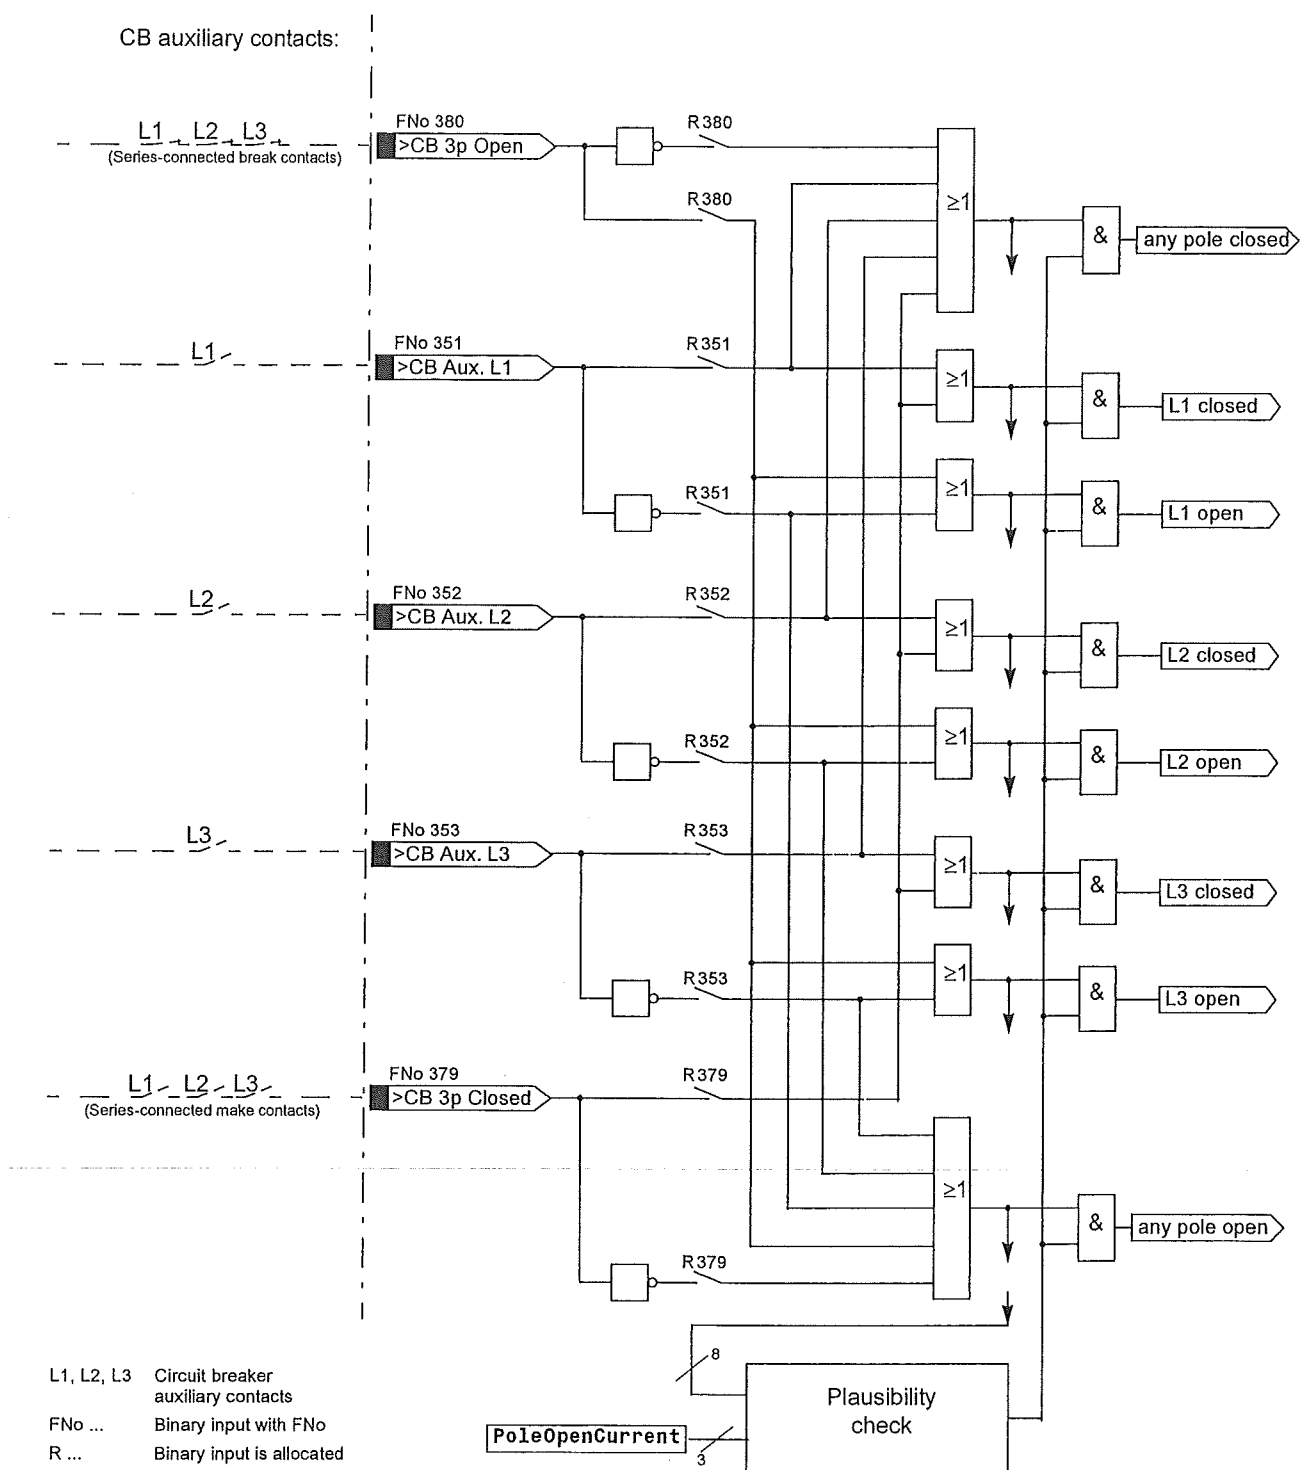 CB auxiliary contacts:
FNo 380
R380
L1 L2 L3
>CB 3p Open
(Series-connected break contacts)
R380
≥1
&
any pole closed
FNo 351
R351
L1
>CB Aux. L1
≥1
&
L1 closed
R351
≥1
&
L1 open
FNo 352
R352
L2
>CB Aux. L2
≥1
&
L2 closed
R352
≥1
&
L2 open
FNo 353
R353
L3
>CB Aux. L3
≥1
&
L3 closed
R353
≥1
&
L3 open
FNo 379
R379
L1 L2 L3
>CB 3p Closed
(Series-connected make contacts)
≥1
&
any pole open
R379
8
L1, L2, L3 Circuit breaker
auxiliary contacts
FNo ... Binary input with FNo
R ... Binary input is allocated
Plausibility
check
PoleOpenCurrent
3